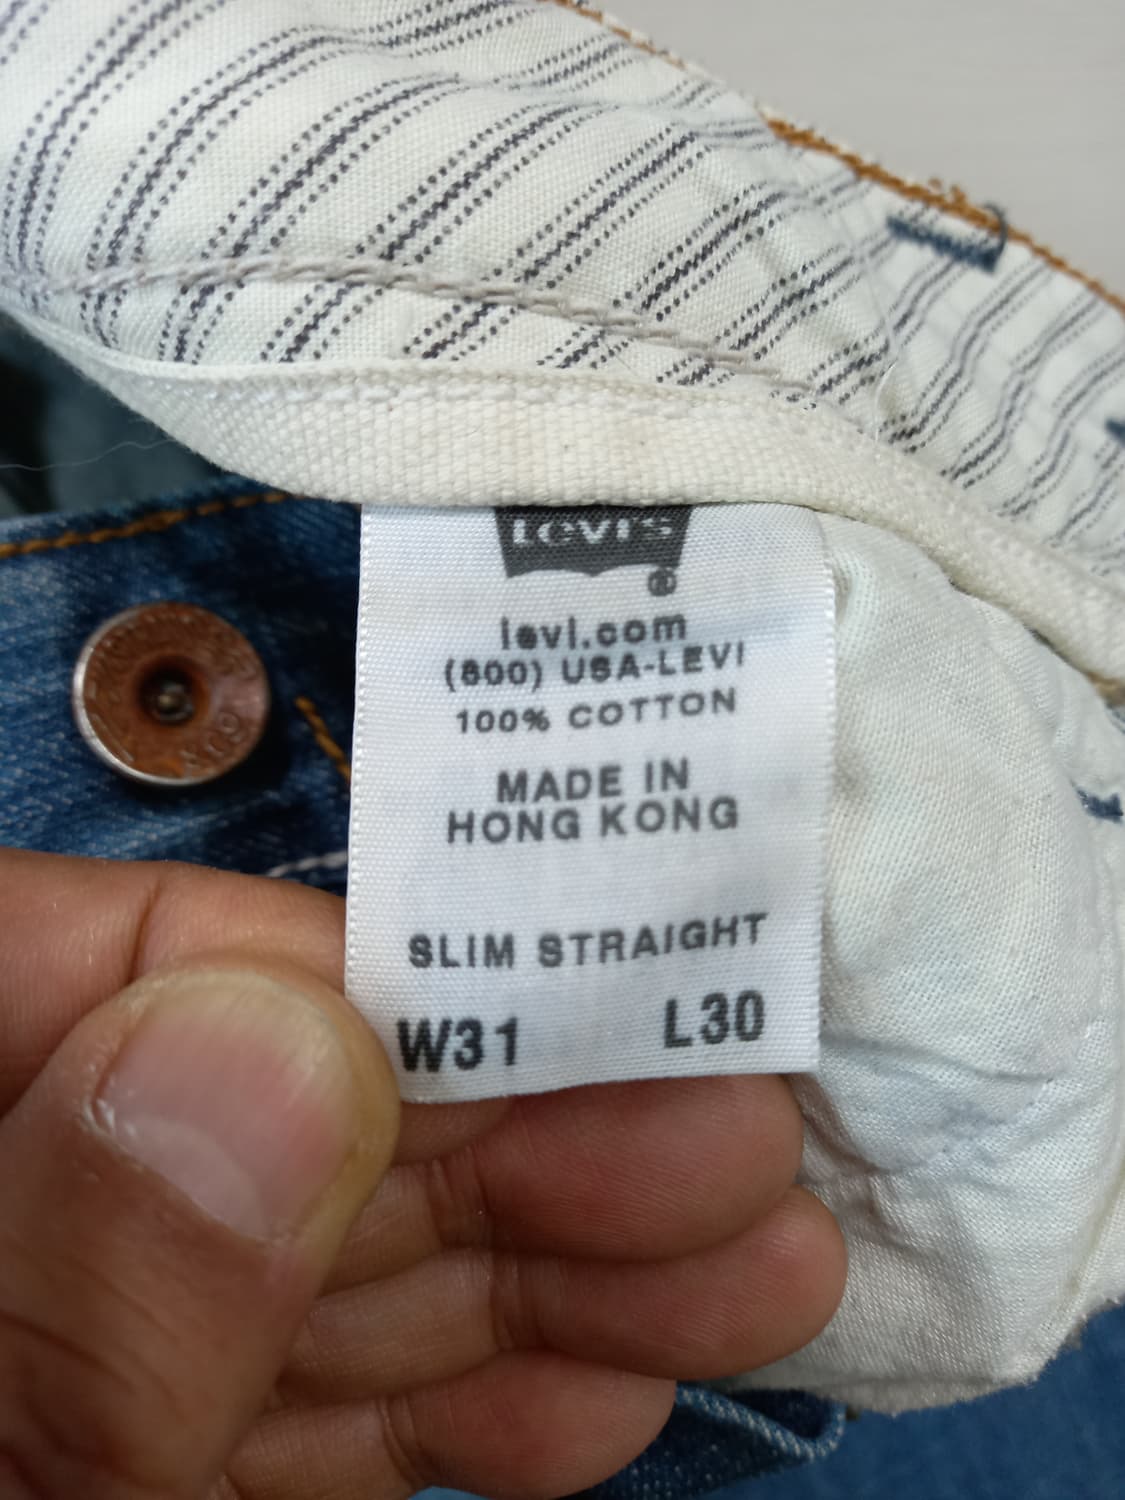 Levi's
®
levi.com
(800) USA-LEVI
100% COTTON
MADE IN
HONG KONG
SLIM STRAIGHT
W31 L30